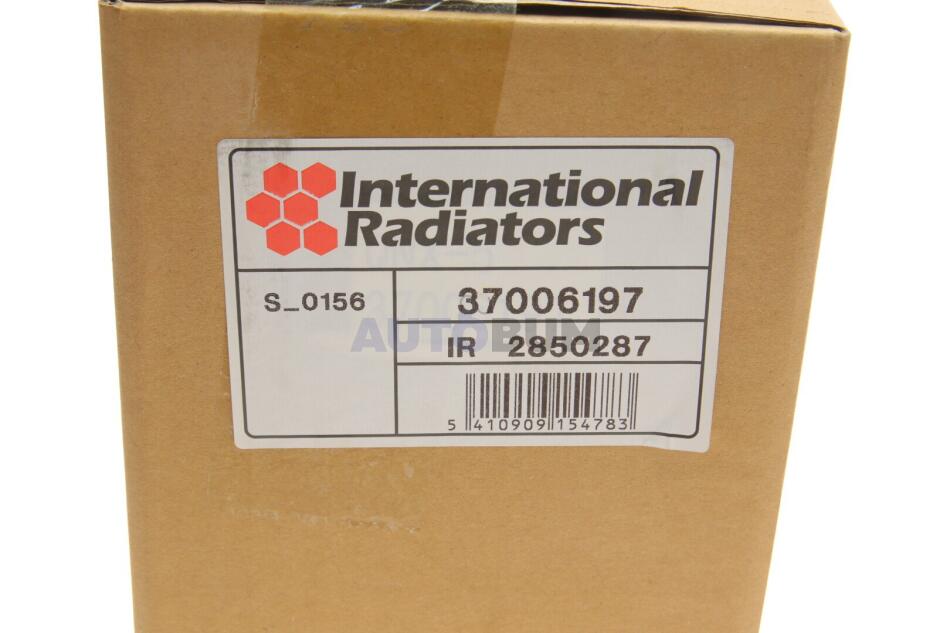 International
Radiators
S_0156
37006197
AUTOBUM
IR 2850287
5 410909 154783